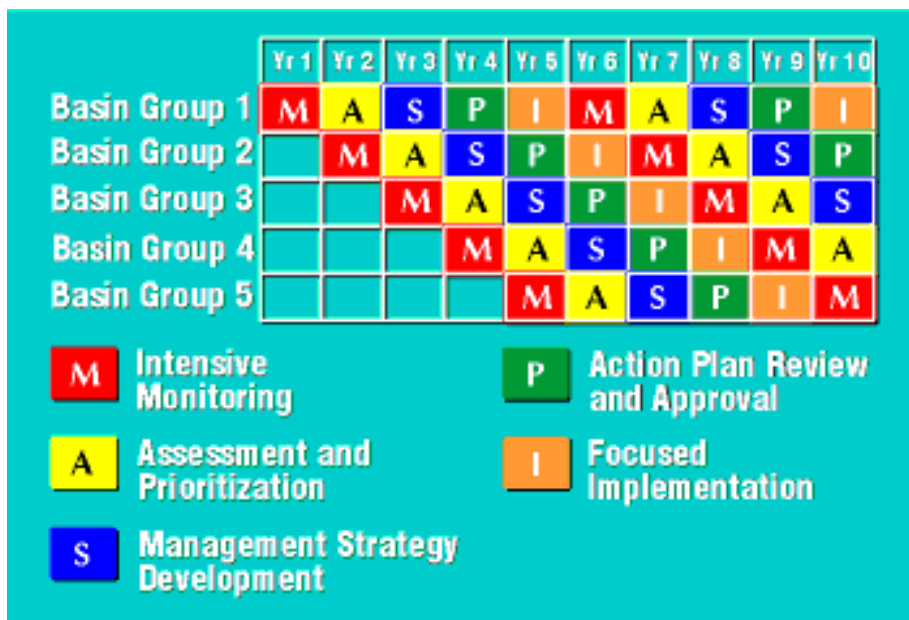 Yr 1 Yr 2 Yr 3 Yr 4 Yr 5 Yr 6 Yr 7 Yr 8 Yr 9 Yr 10
Basin Group 1 M A S P I M A S P I
Basin Group 2 M A S P I M A S P
Basin Group 3 M A S P I M A S
Basin Group 4 M A S P I M A
Basin Group 5 M A S P I M
M Intensive
Monitoring
P Action Plan Review
and Approval
A Assessment and
Prioritization
I Focused
Implementation
S Management Strategy
Development